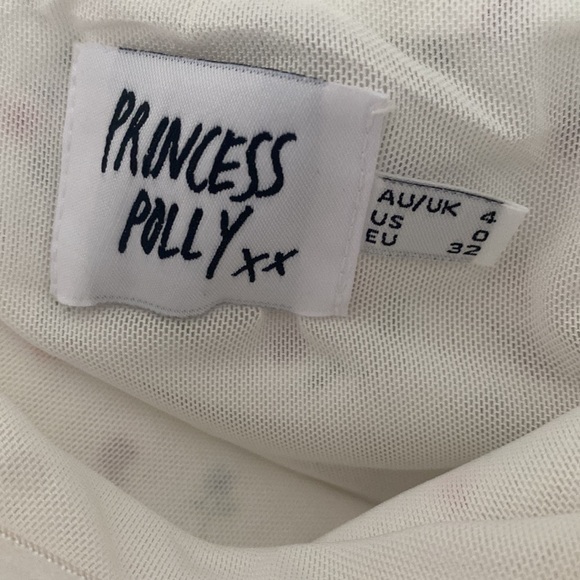 PRINCESS
POLLY xx
AU/UK 4
US 0
EU 32